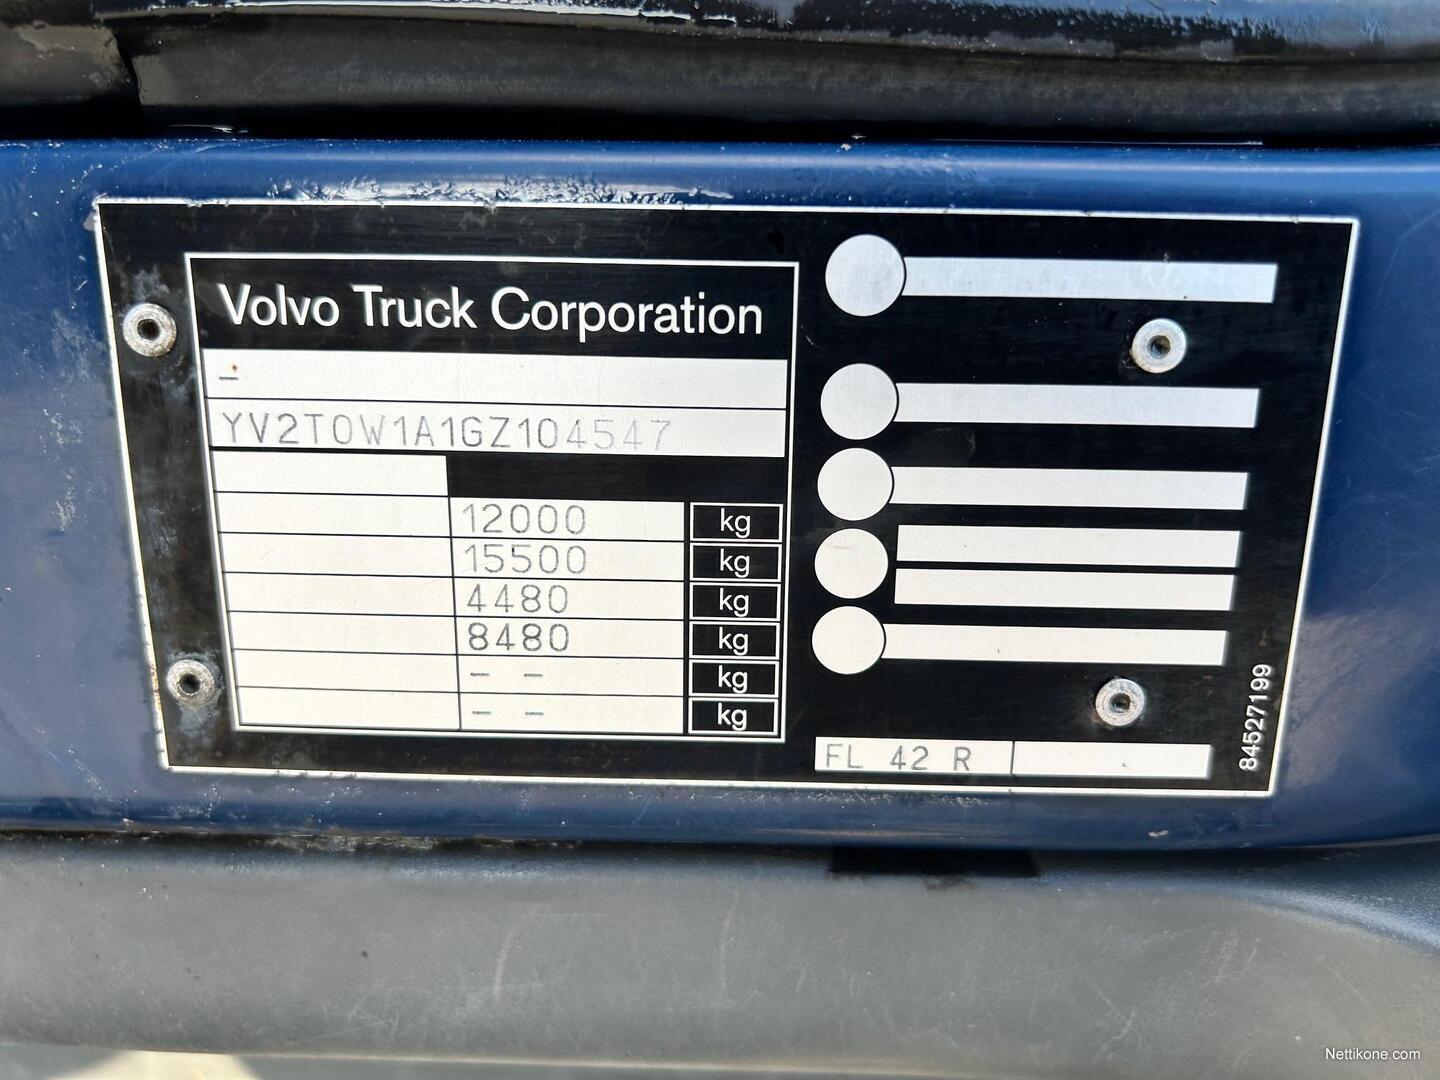 Volvo Truck Corporation
–
YV2T0W1A1GZ104547
12000 kg
15500 kg
4480 kg
8480 kg
– – kg
– – kg
FL 42 R
84527199
Nettikone.com